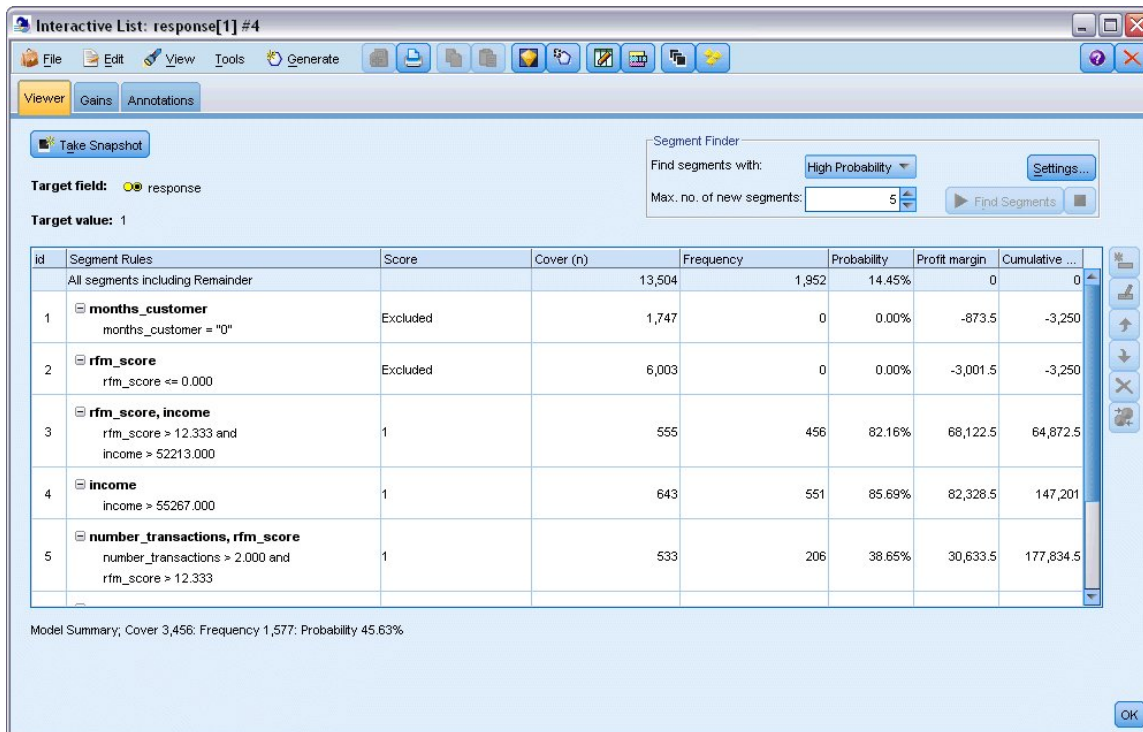 Interactive List: response[1] #4
File Edit View Tools Generate
Viewer Gains Annotations
Take Snapshot
Segment Finder
Find segments with: High Probability Settings...
Target field: response
Max. no. of new segments: 5 Find Segments
Target value: 1
id Segment Rules Score Cover (n) Frequency Probability Profit margin Cumulative ...
All segments including Remainder 13,504 1,952 14.45% 0 0
1 months_customer Excluded 1,747 0 0.00% -873.5 -3,250
months_customer = "0"
2 rfm_score Excluded 6,003 0 0.00% -3,001.5 -3,250
rfm_score <= 0.000
3 rfm_score, income 1 555 456 82.16% 68,122.5 64,872.5
rfm_score > 12.333 and
income > 52213.000
4 income 1 643 551 85.69% 82,328.5 147,201
income > 55267.000
5 number_transactions, rfm_score 1 533 206 38.65% 30,633.5 177,834.5
number_transactions > 2.000 and
rfm_score > 12.333
Model Summary; Cover 3,456: Frequency 1,577: Probability 45.63%
OK